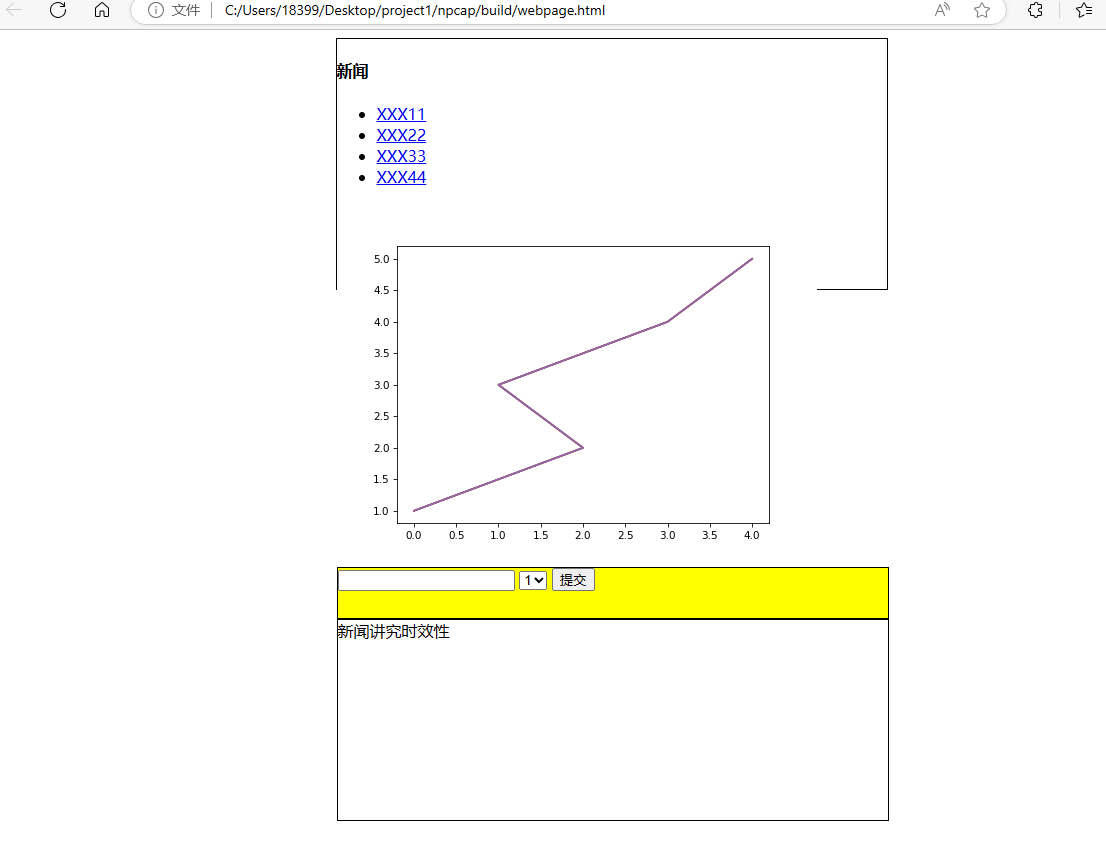 文件 C:/Users/18399/Desktop/project1/npcap/build/webpage.html
新闻
XXX11
XXX22
XXX33
XXX44
5.0
4.5
4.0
3.5
3.0
2.5
2.0
1.5
1.0
0.0 0.5 1.0 1.5 2.0 2.5 3.0 3.5 4.0
1 提交
新闻讲究时效性